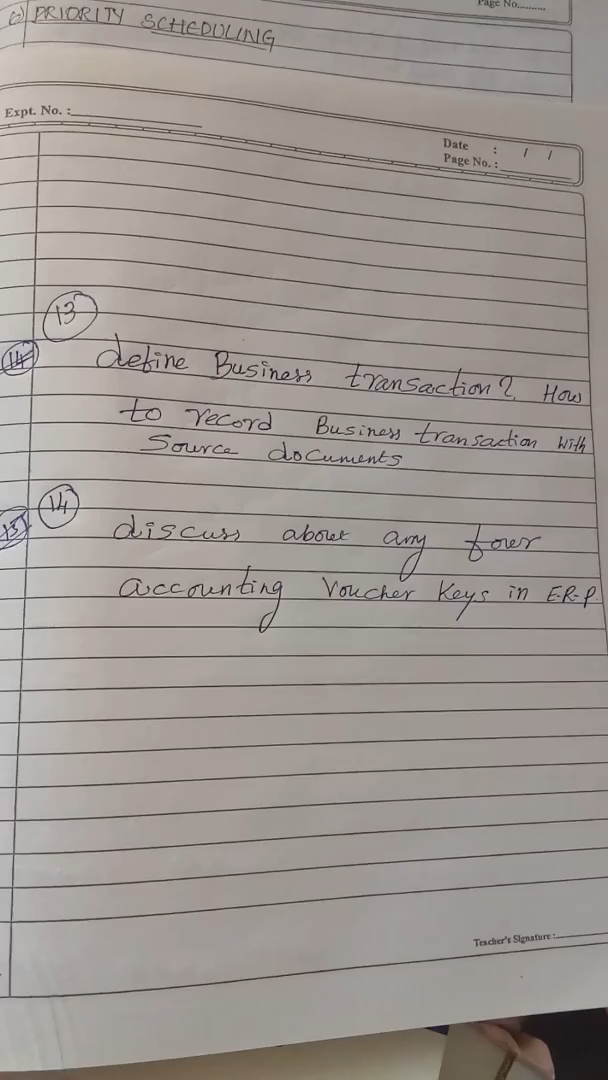 Page No..........
c) PRIORITY SCHEDULING
Expt. No. :
Date : / /
Page No. :
13
14
define Business transaction? How
to record Business transaction with
Source documents
14
15
discuss about any four
accounting Voucher Keys in ER-P.
Teacher's Signature :